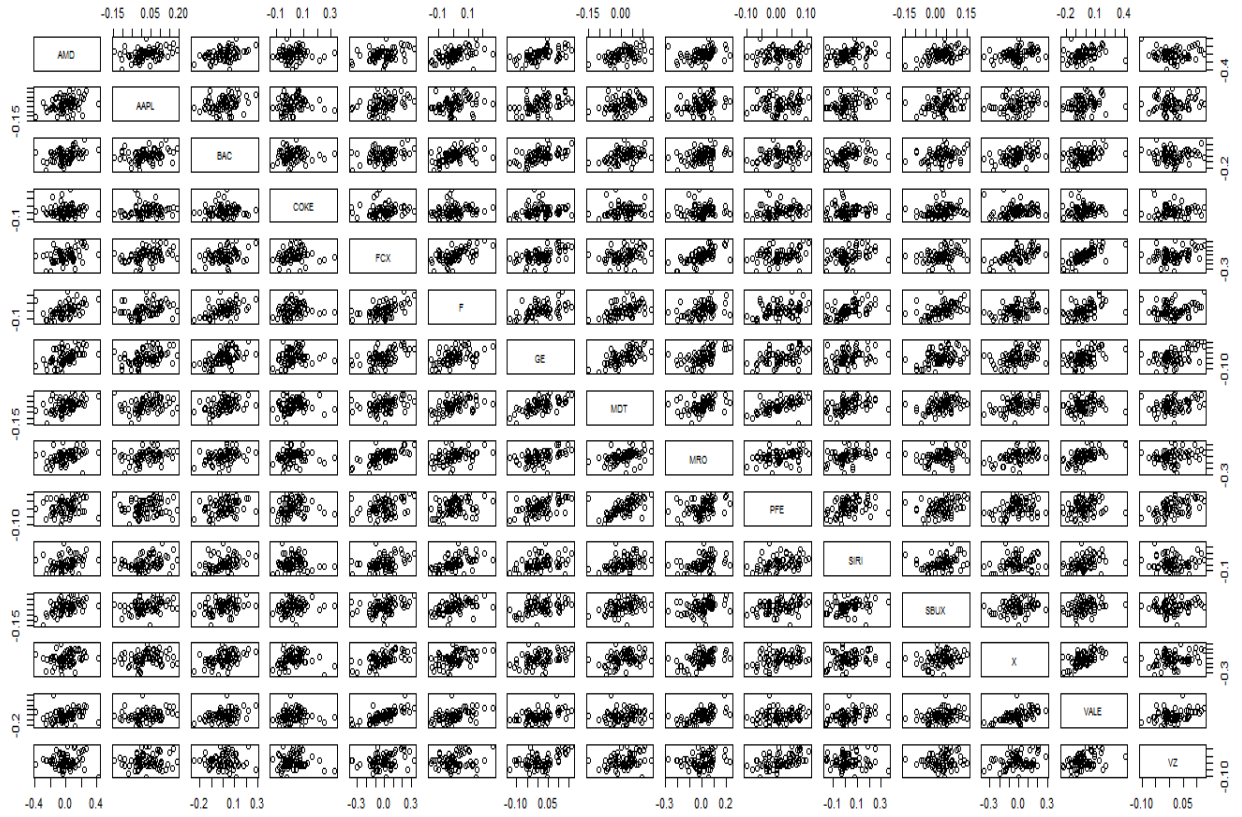 -0.15 0.05 0.20 -0.1 0.1 0.3 -0.1 0.1 -0.15 0.00 -0.10 0.00 0.10 -0.15 0.00 0.15 -0.2 0.1 0.4
AMD -0.4
-0.15 AAPL
BAC -0.2
-0.1 COKE
FCX -0.3
-0.1 F
GE -0.10
-0.15 MDT
MRO -0.3
-0.10 PFE
SIRI -0.1
-0.15 SBUX
X -0.3
-0.2 VALE
VZ -0.10
-0.4 0.0 0.4 -0.2 0.1 0.3 -0.3 0.0 0.3 -0.10 0.05 -0.3 0.0 0.2 -0.1 0.1 0.3 -0.3 0.0 0.3 -0.10 0.05